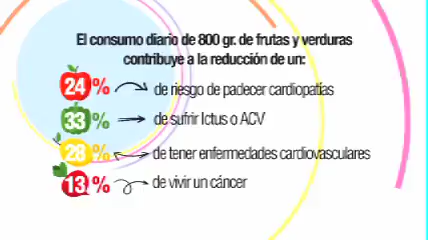 El consumo diario de 800 gr. de frutas y verduras
contribuye a la reducción de un:
24% de riesgo de padecer cardiopatías
33% de sufrir Ictus o ACV
28% de tener enfermedades cardiovasculares
13% de vivir un cáncer